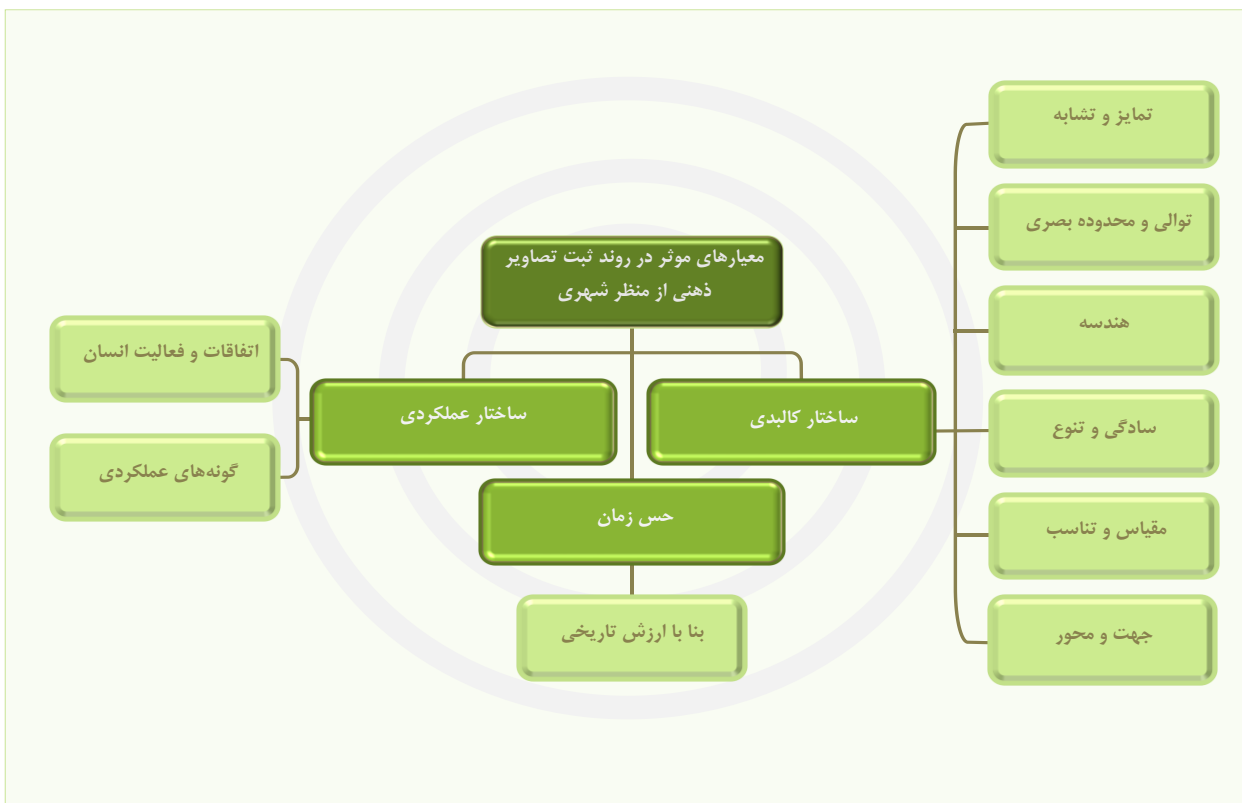 معیارهای موثر در روند ثبت تصاویر
ذهنی از منظر شهری
ساختار کالبدی
تمایز و تشابه
توالی و محدوده بصری
هندسه
سادگی و تنوع
مقیاس و تناسب
جهت و محور
ساختار عملکردی
اتفاقات و فعالیت انسان
گونه‌های عملکردی
حس زمان
بنا با ارزش تاریخی